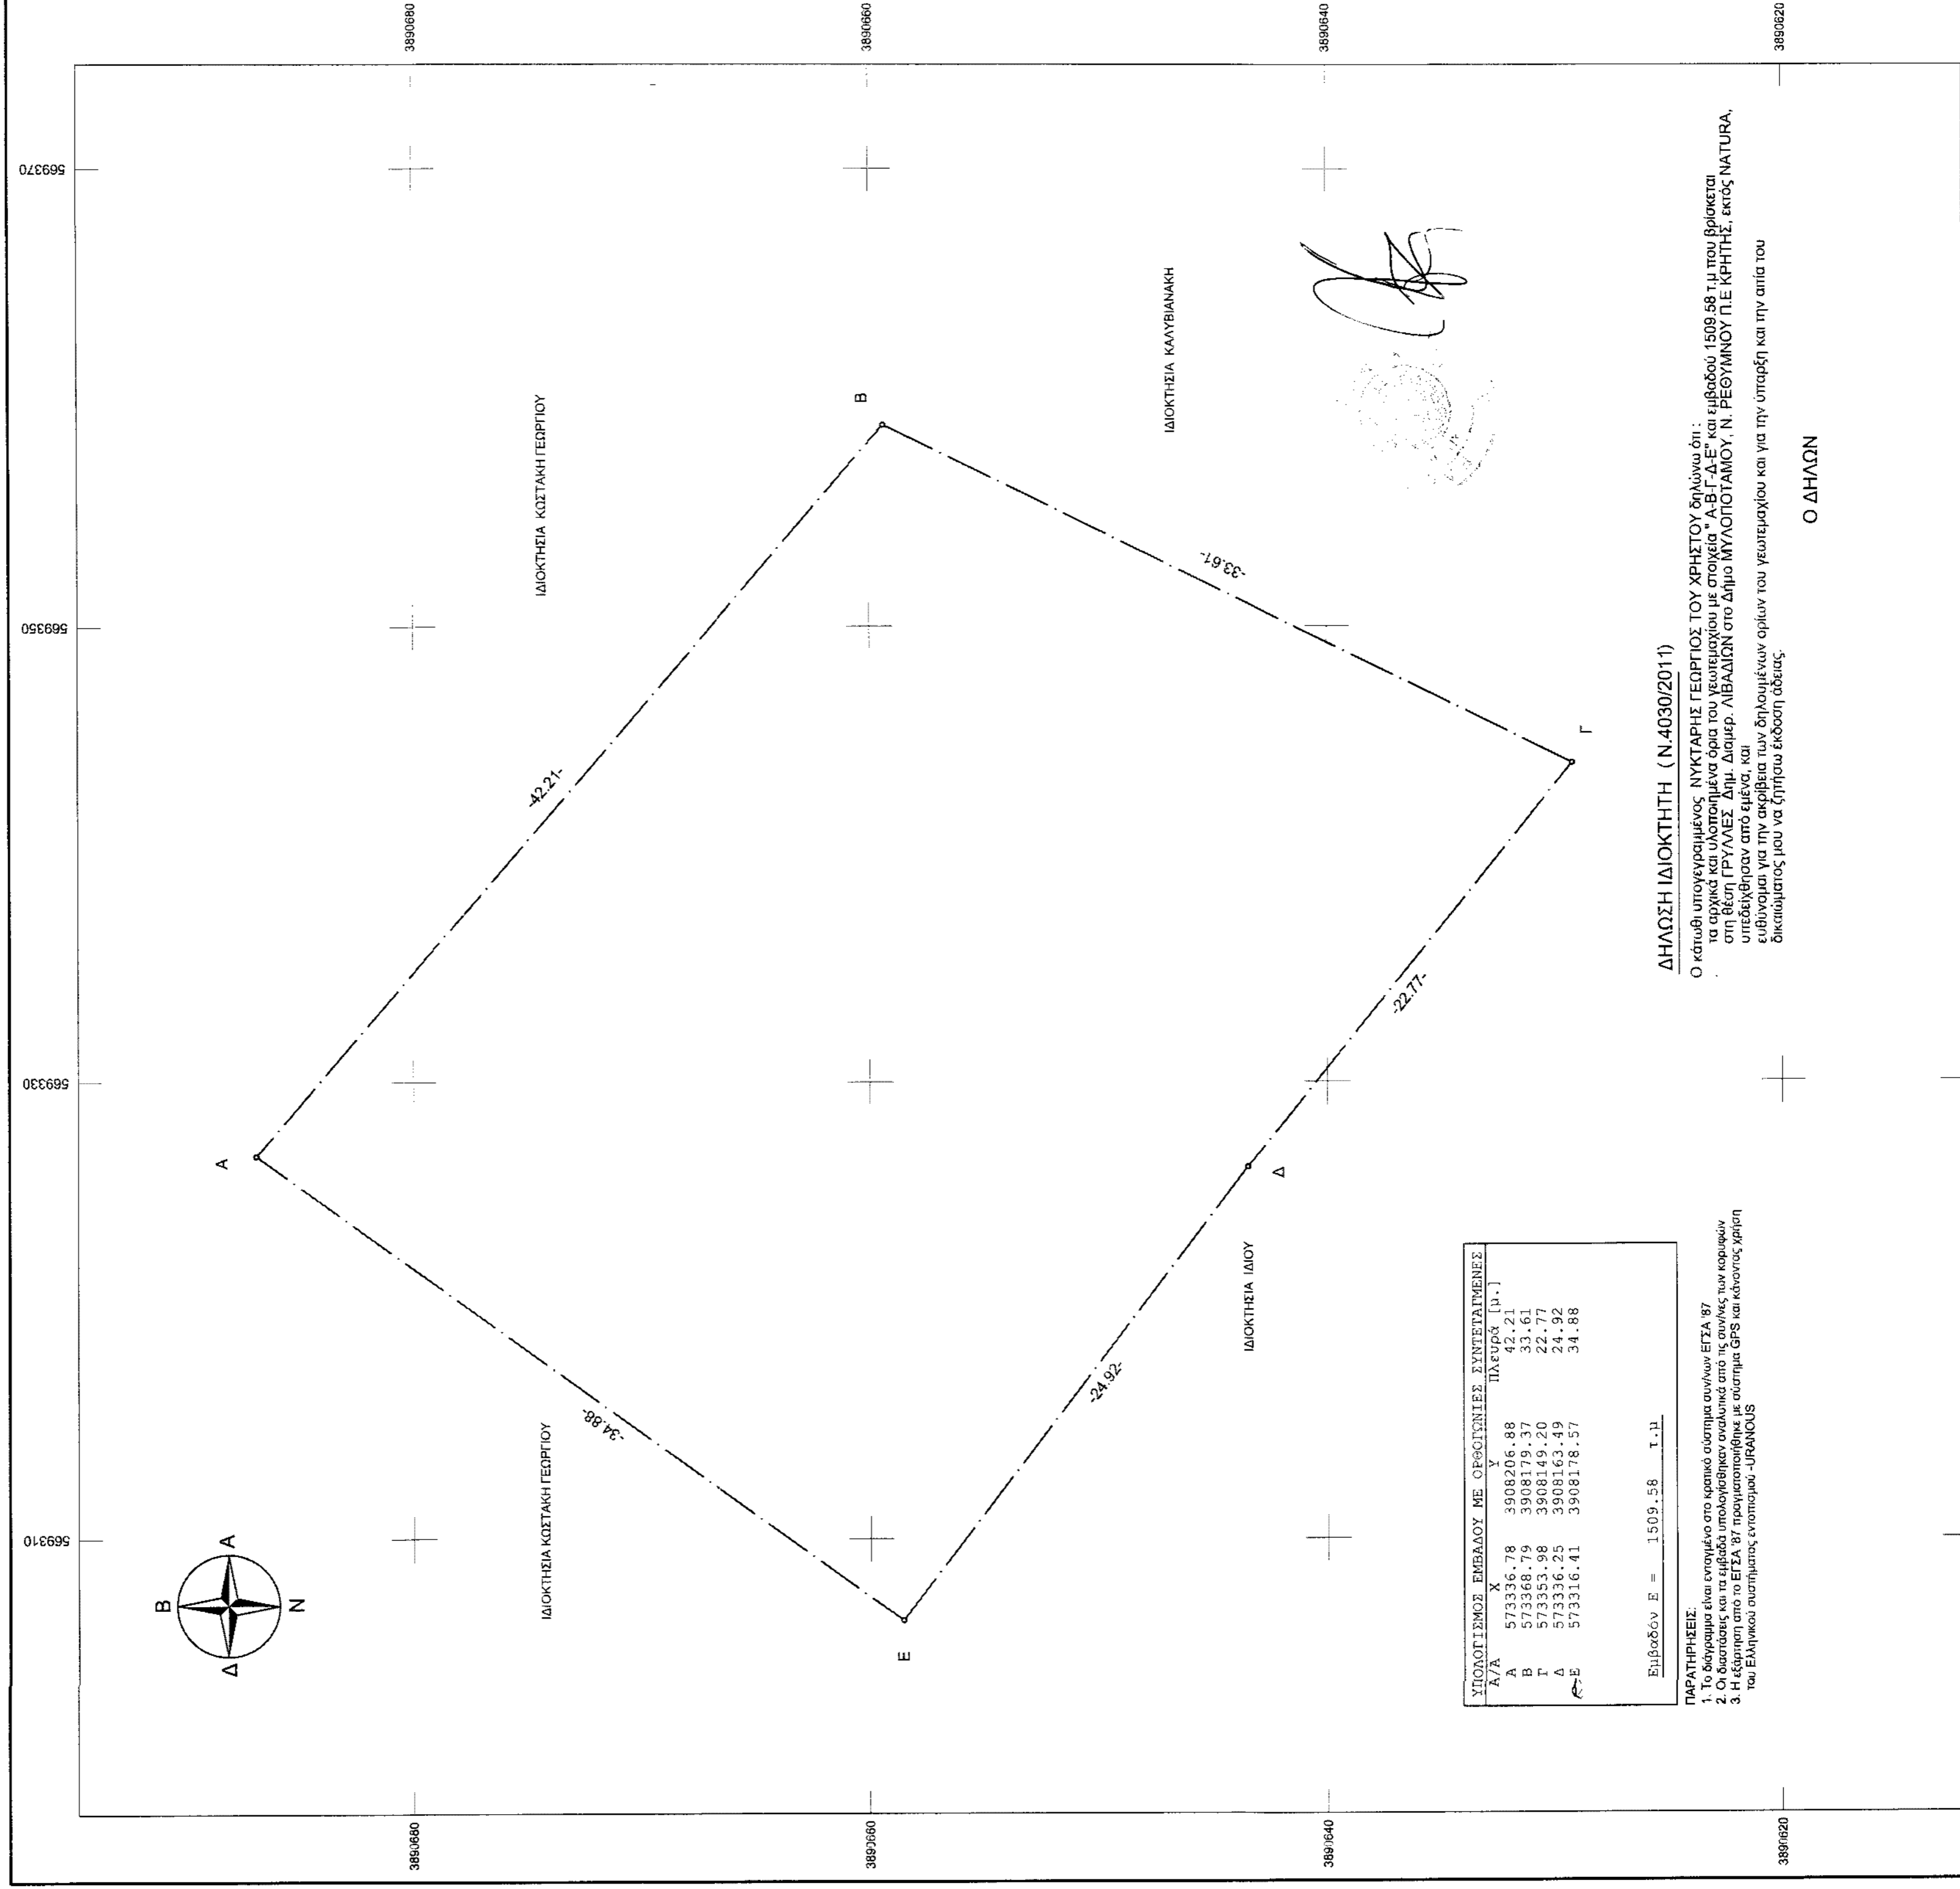 569310
569330
569350
569370
3890680
3890660
3890640
3890620
3890680
3890660
3890640
3890620
Β
Δ
Α
Ν
Α
Β
Γ
Δ
Ε
-42.21-
-33.61-
-22.77-
-24.92-
-34.88-
ΙΔΙΟΚΤΗΣΙΑ ΚΩΣΤΑΚΗ ΓΕΩΡΓΙΟΥ
ΙΔΙΟΚΤΗΣΙΑ ΚΩΣΤΑΚΗ ΓΕΩΡΓΙΟΥ
ΙΔΙΟΚΤΗΣΙΑ ΚΑΛΥΒΙΑΝΑΚΗ
ΙΔΙΟΚΤΗΣΙΑ ΙΔΙΟΥ
ΥΠΟΛΟΓΙΣΜΟΣ ΕΜΒΑΔΟΥ ΜΕ ΟΡΘΟΓΩΝΙΕΣ ΣΥΝΤΕΤΑΓΜΕΝΕΣ
Α/Α Χ Υ Πλευρά [μ.]
Α 573336.78 3908206.88 42.21
Β 573368.79 3908179.37 33.61
Γ 573353.98 3908149.20 22.77
Δ 573336.25 3908163.49 24.92
Ε 573316.41 3908178.57 34.88
Εμβαδόν Ε = 1509.58 τ.μ
ΠΑΡΑΤΗΡΗΣΕΙΣ:
1. Το διάγραμμα είναι ενταγμένο στο κρατικό σύστημα συν/νων ΕΓΣΑ '87
2. Οι διαστάσεις και τα εμβαδά υπολογίσθηκαν αναλυτικά από τις συν/νες των κορυφών
3. Η εξάρτηση από το ΕΓΣΑ '87 πραγματοποιήθηκε με σύστημα GPS και κάνοντας χρήση
του Ελληνικού συστήματος εντοπισμού -URANOUS
ΔΗΛΩΣΗ ΙΔΙΟΚΤΗΤΗ ( Ν.4030/2011)
Ο κάτωθι υπογεγραμμένος ΝΥΚΤΑΡΗΣ ΓΕΩΡΓΙΟΣ ΤΟΥ ΧΡΗΣΤΟΥ δηλώνω ότι :
τα αρχικά και υλοποιημένα όρια του γεωτεμαχίου με στοιχεία " Α-Β-Γ-Δ-Ε" και εμβαδού 1509.58 τ.μ που βρίσκεται
στη θέση ΓΡΥΛΛΕΣ Δημ. Διαμερ. ΛΙΒΑΔΙΩΝ στο Δήμο ΜΥΛΟΠΟΤΑΜΟΥ, Ν. ΡΕΘΥΜΝΟΥ Π.Ε ΚΡΗΤΗΣ, εκτός NATURA,
υπεδείχθησαν από εμένα, και
ευθύνομαι για την ακρίβεια των δηλουμένων ορίων του γεωτεμαχίου και για την ύπαρξη και την αιτία του
δικαιώματος μου να ζητήσω έκδοση άδειας.
Ο ΔΗΛΩΝ